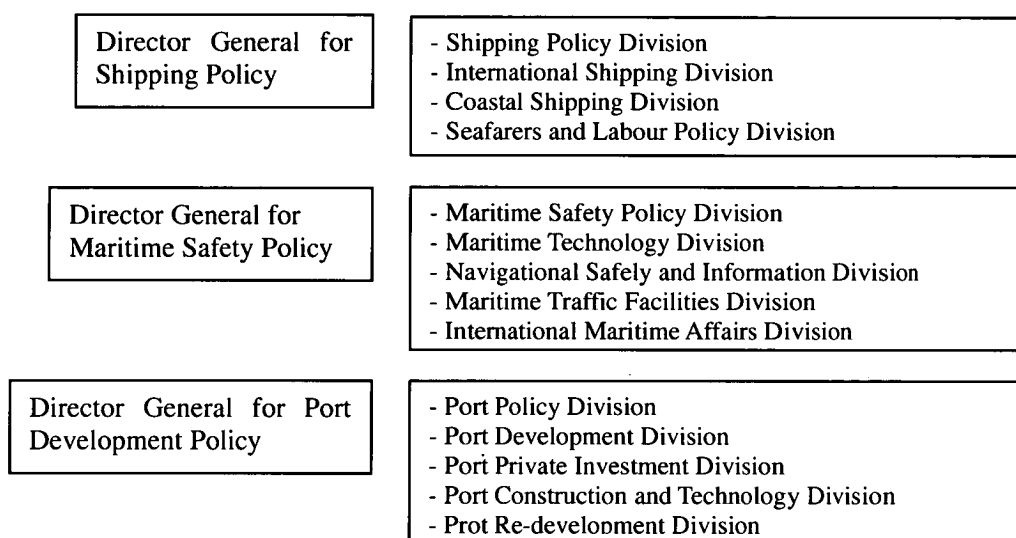 Director General for
Shipping Policy
- Shipping Policy Division
- International Shipping Division
- Coastal Shipping Division
- Seafarers and Labour Policy Division
Director General for
Maritime Safety Policy
- Maritime Safety Policy Division
- Maritime Technology Division
- Navigational Safely and Information Division
- Maritime Traffic Facilities Division
- International Maritime Affairs Division
Director General for Port
Development Policy
- Port Policy Division
- Port Development Division
- Port Private Investment Division
- Port Construction and Technology Division
- Prot Re-development Division